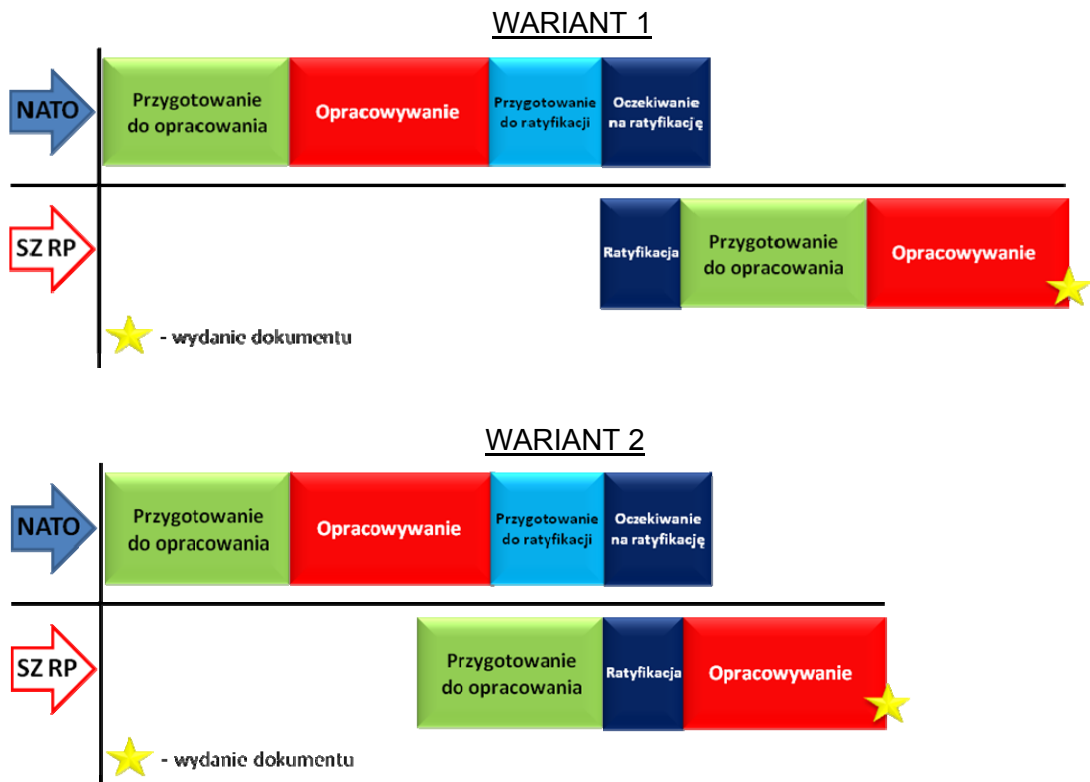 WARIANT 1
NATO
Przygotowanie
do opracowania
Opracowywanie
Przygotowanie
do ratyfikacji
Oczekiwanie
na ratyfikację
SZ RP
Ratyfikacja
Przygotowanie
do opracowania
Opracowywanie
- wydanie dokumentu
WARIANT 2
NATO
Przygotowanie
do opracowania
Opracowywanie
Przygotowanie
do ratyfikacji
Oczekiwanie
na ratyfikację
SZ RP
Przygotowanie
do opracowania
Ratyfikacja
Opracowywanie
- wydanie dokumentu